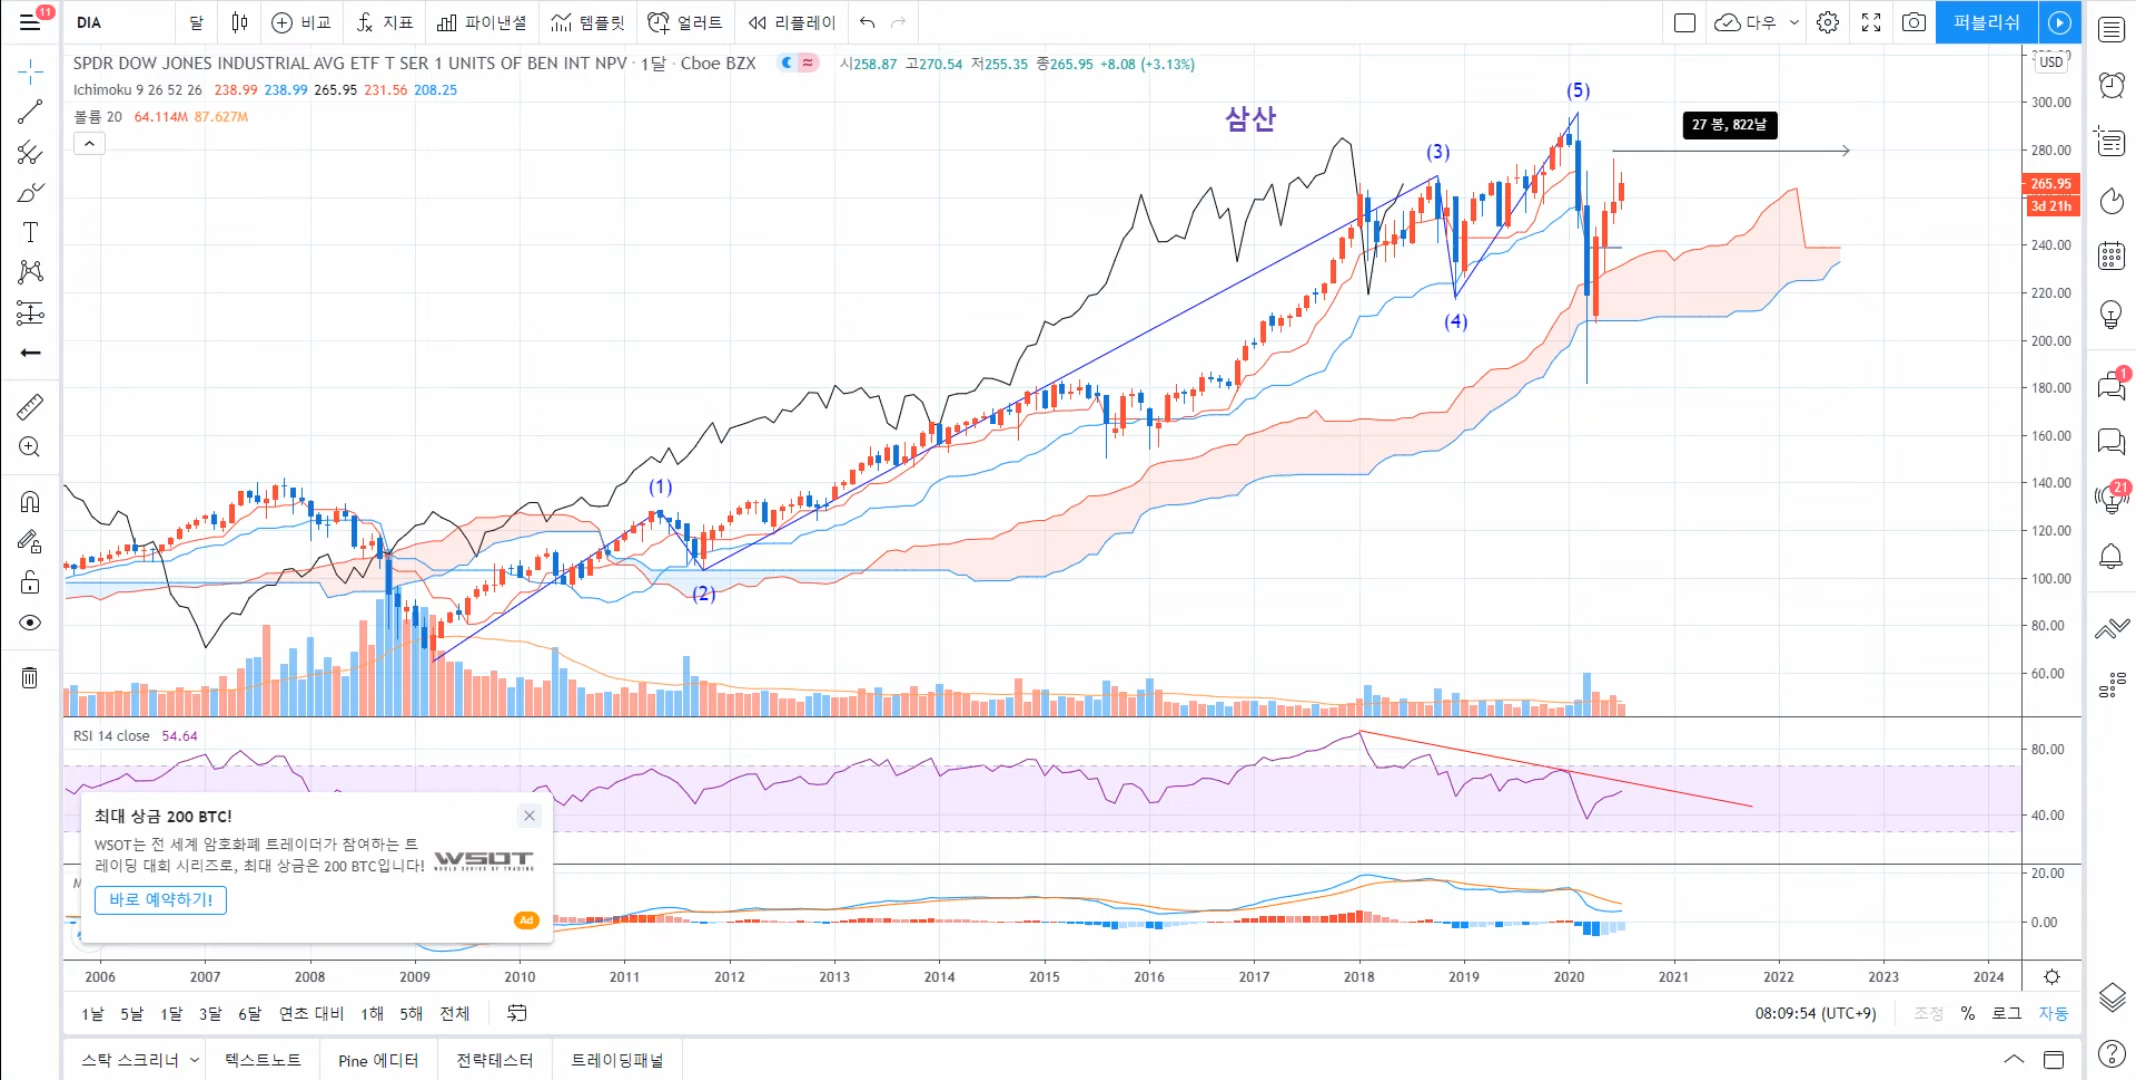 11
DIA
달
비교
지표
파이낸셜
템플릿
얼러트
리플레이
다우
퍼블리쉬
SPDR DOW JONES INDUSTRIAL AVG ETF T SER 1 UNITS OF BEN INT NPV · 1달 · Cboe BZX
시258.87 고270.54 저255.35 종265.95 +8.08 (+3.13%)
Ichimoku 9 26 52 26 238.99 238.99 265.95 231.56 208.25
볼륨 20 64.114M 87.627M
삼산
(1)
(2)
(3)
(4)
(5)
27 봉, 822날
USD
300.00
280.00
265.95
3d 21h
240.00
220.00
200.00
180.00
160.00
140.00
120.00
100.00
80.00
60.00
RSI 14 close 54.64
80.00
40.00
최대 상금 200 BTC!
WSOT는 전 세계 암호화폐 트레이더가 참여하는 트
레이딩 대회 시리즈로, 최대 상금은 200 BTC입니다!
WSOT
WORLD SERIES OF TRADING
바로 예약하기!
Ad
M
20.00
0.00
2006 2007 2008 2009 2010 2011 2012 2013 2014 2015 2016 2017 2018 2019 2020 2021 2022 2023 2024
1날 5날 1달 3달 6달 연초 대비 1해 5해 전체
08:09:54 (UTC+9)
조정 % 로그 자동
스탁 스크리너
텍스트노트
Pine 에디터
전략테스터
트레이딩패널
1
21